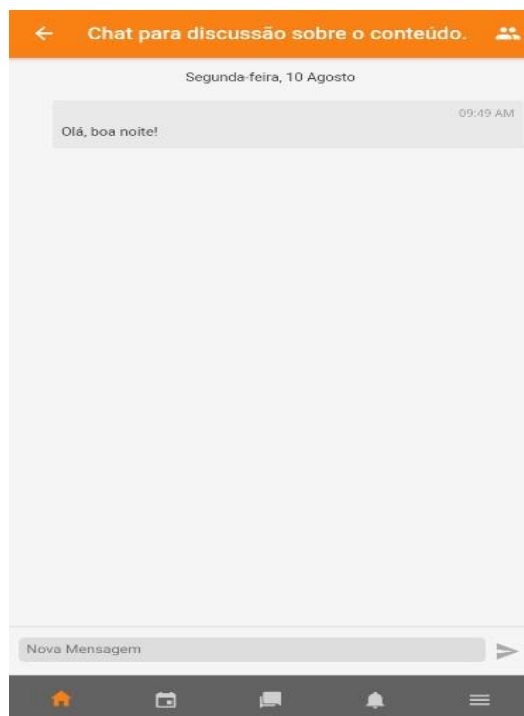 Chat para discussão sobre o conteúdo.
Segunda-feira, 10 Agosto
09:49 AM
Olá, boa noite!
Nova Mensagem